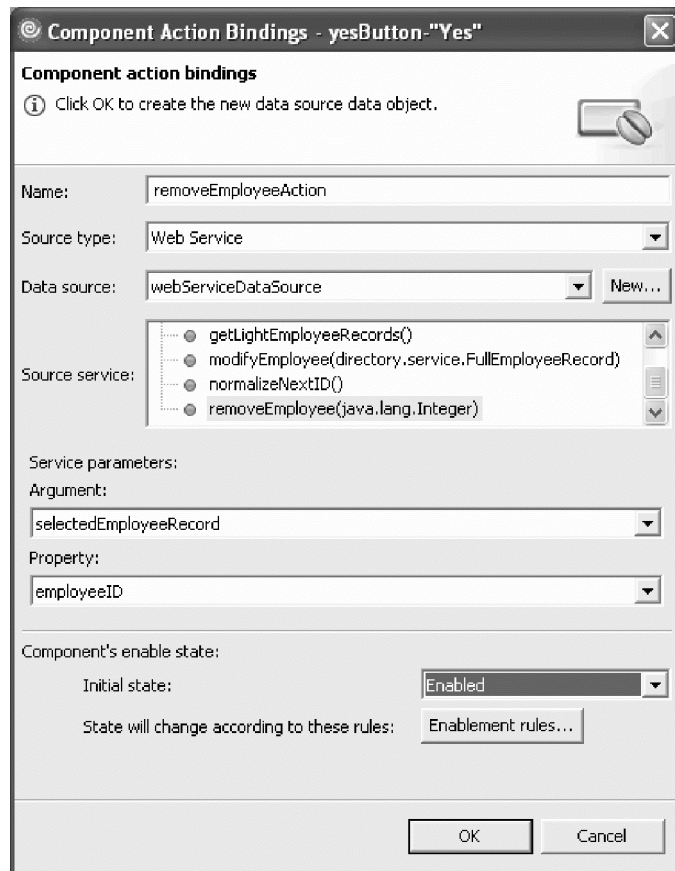 Component Action Bindings - yesButton-"Yes"
Component action bindings
Click OK to create the new data source data object.
Name: removeEmployeeAction
Source type: Web Service
Data source: webServiceDataSource New...
Source service:
getLightEmployeeRecords()
modifyEmployee(directory.service.FullEmployeeRecord)
normalizeNextID()
removeEmployee(java.lang.Integer)
Service parameters:
Argument:
selectedEmployeeRecord
Property:
employeeID
Component's enable state:
Initial state: Enabled
State will change according to these rules: Enablement rules...
OK Cancel